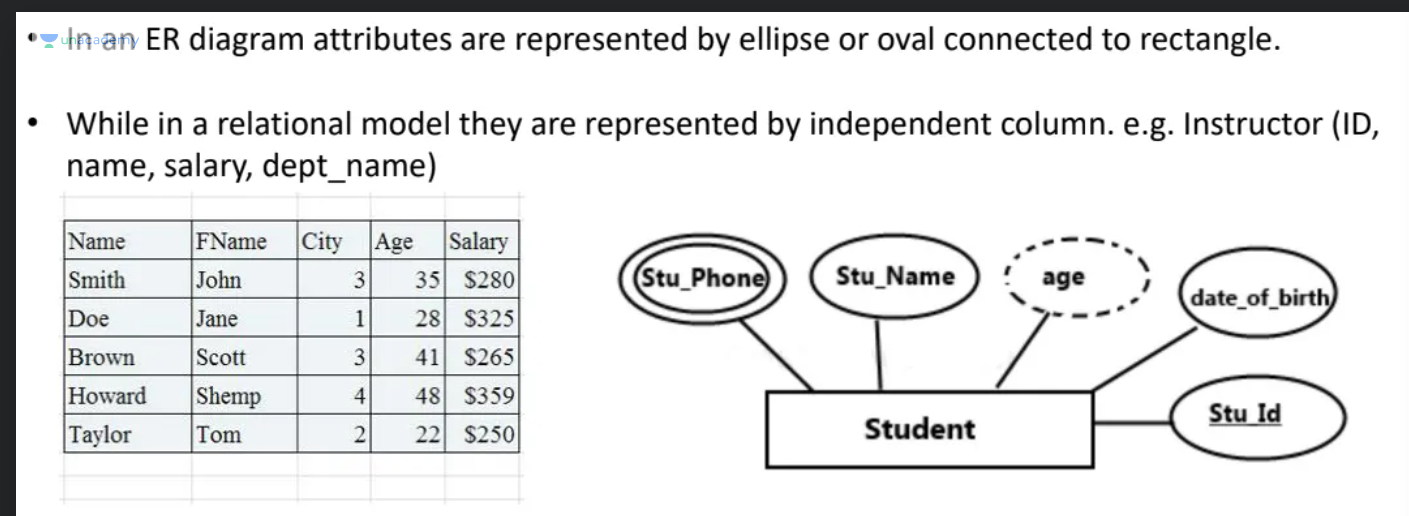 • In an ER diagram attributes are represented by ellipse or oval connected to rectangle.
unacademy
• While in a relational model they are represented by independent column. e.g. Instructor (ID,
name, salary, dept_name)
Name FName City Age Salary
Smith John 3 35 $280
Doe Jane 1 28 $325
Brown Scott 3 41 $265
Howard Shemp 4 48 $359
Taylor Tom 2 22 $250
Stu_Phone
Stu_Name
age
date_of_birth
Stu_Id
Student